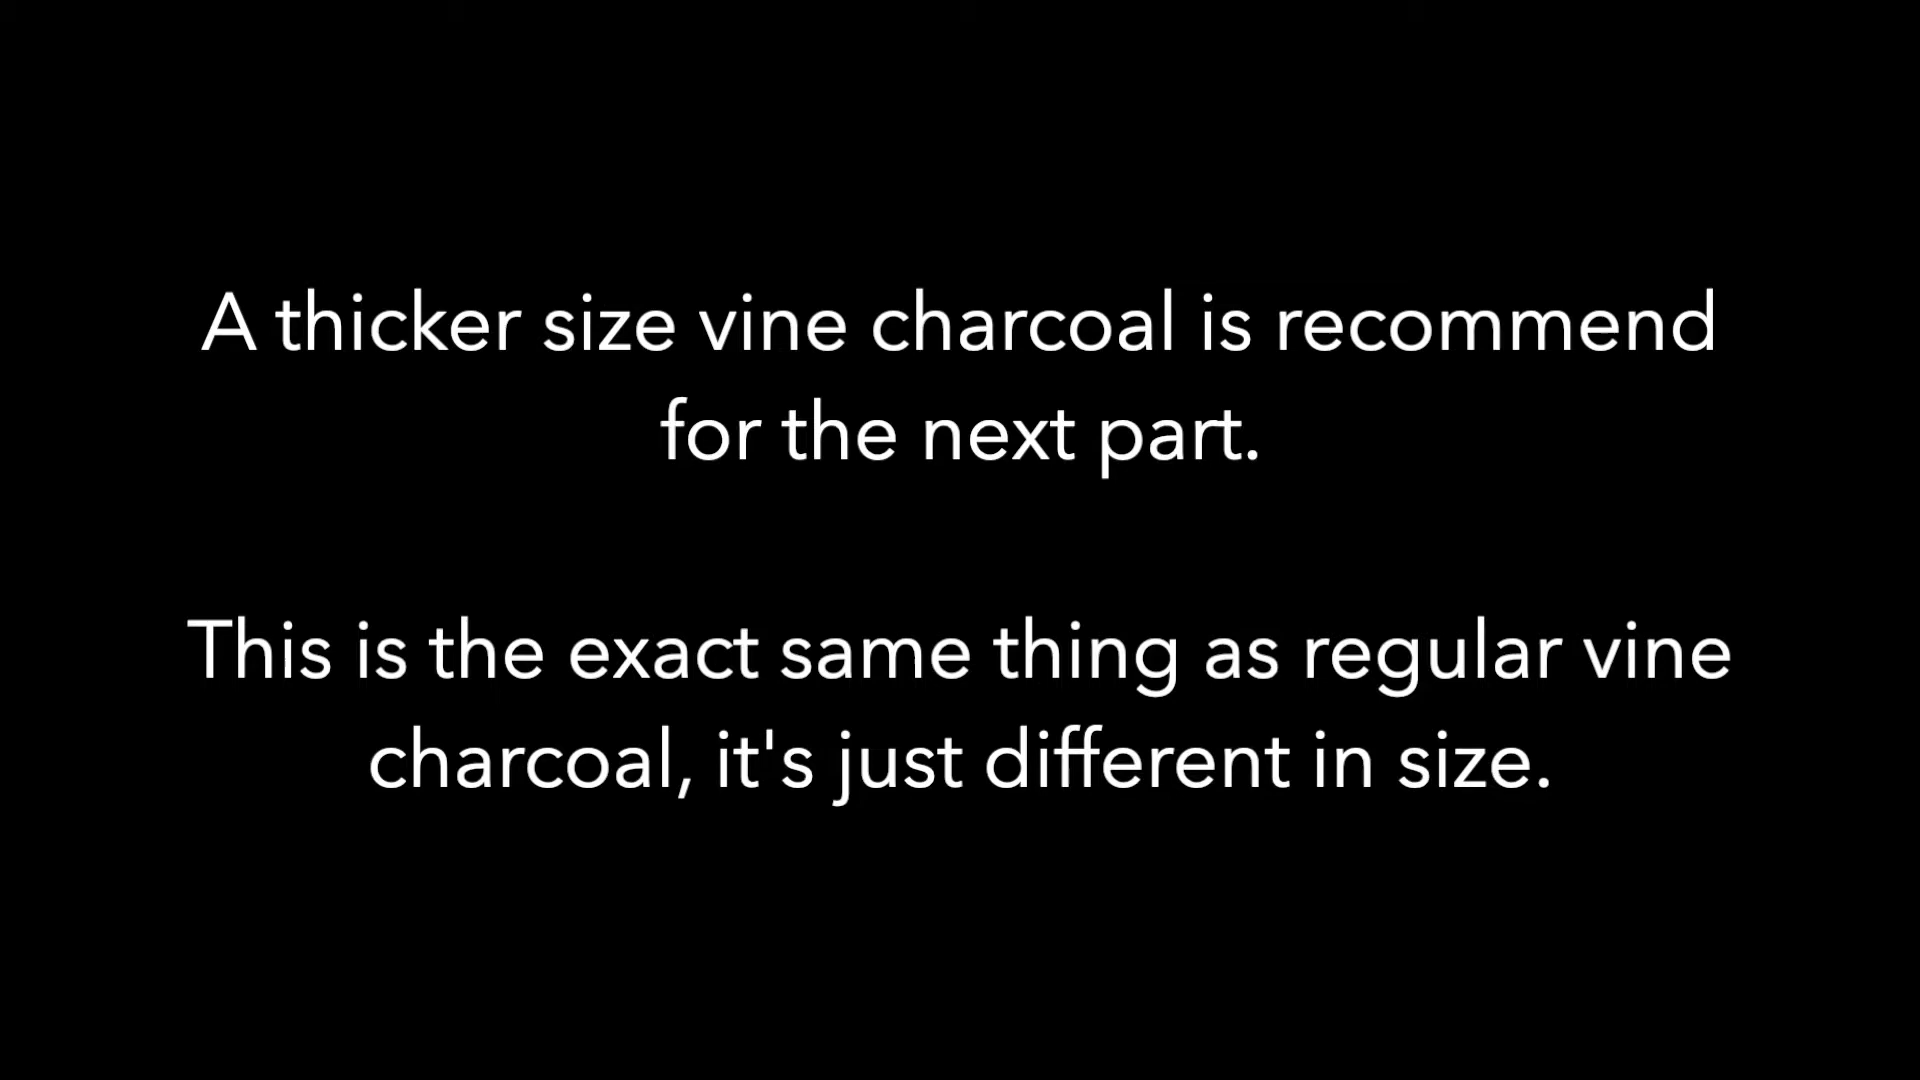 A thicker size vine charcoal is recommend
for the next part.
This is the exact same thing as regular vine
charcoal, it's just different in size.